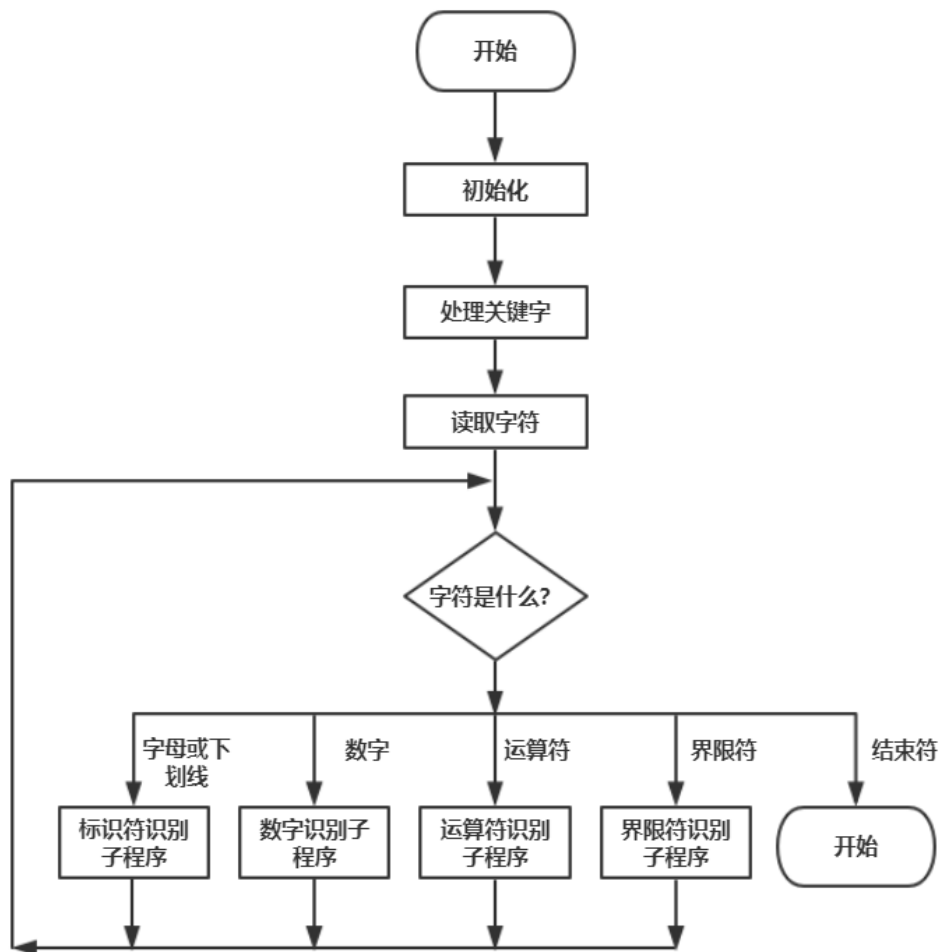 开始
初始化
处理关键字
读取字符
字符是什么?
字母或下
划线
数字
运算符
界限符
结束符
标识符识别
子程序
数字识别子
程序
运算符识别
子程序
界限符识别
子程序
开始